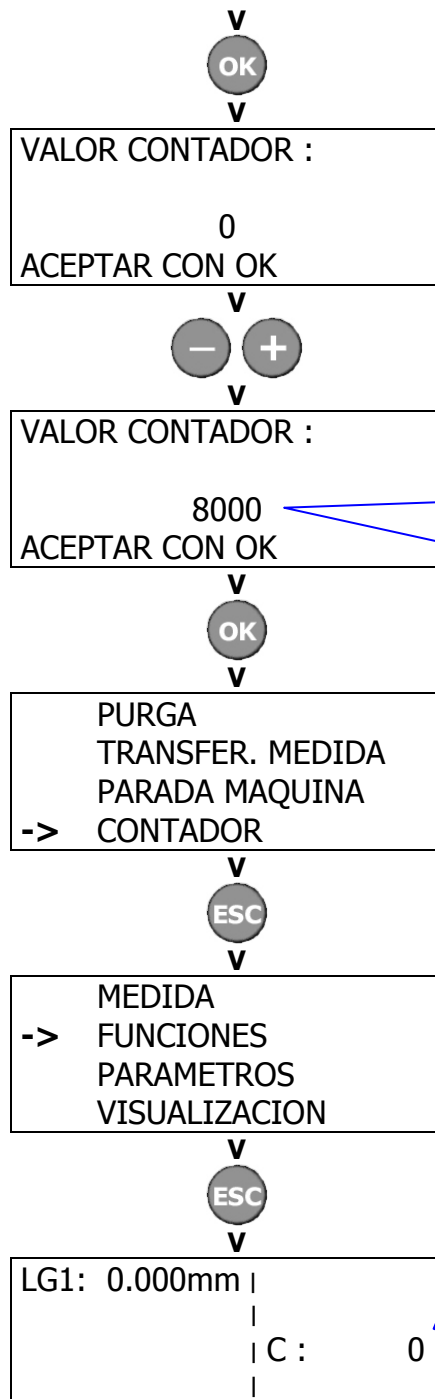 v
OK
v
VALOR CONTADOR :
0
ACEPTAR CON OK
v
− +
v
VALOR CONTADOR :
8000
ACEPTAR CON OK
v
OK
v
PURGA
TRANSFER. MEDIDA
PARADA MAQUINA
-> CONTADOR
v
ESC
v
MEDIDA
-> FUNCIONES
PARAMETROS
VISUALIZACION
v
ESC
v
LG1: 0.000mm |
|
| C : 0
|